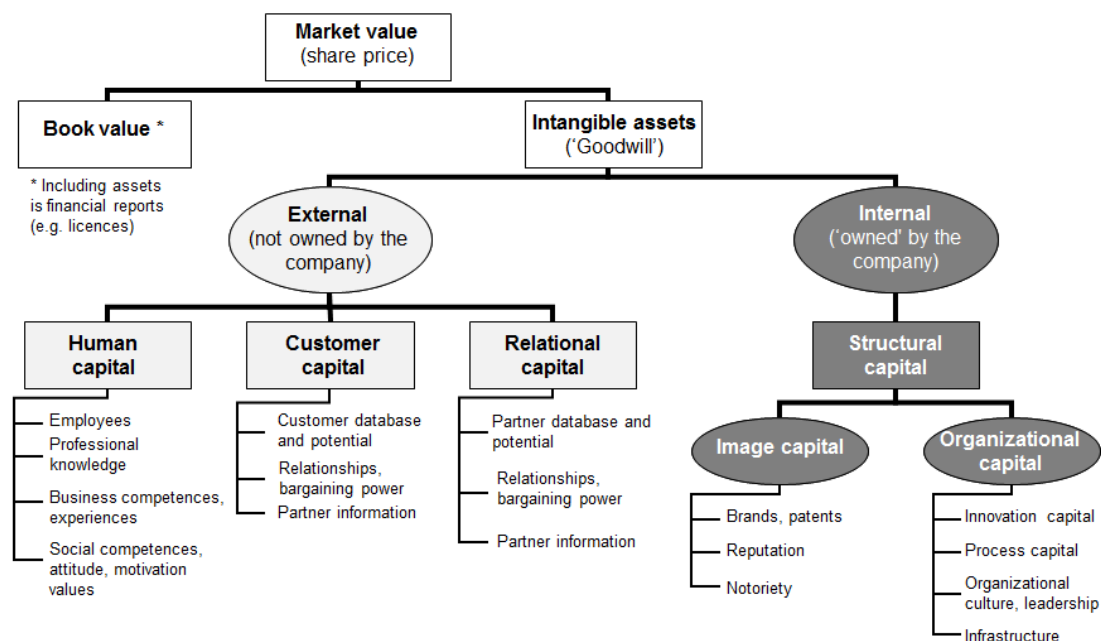 Market value
(share price)
Book value *
Intangible assets
(‘Goodwill’)
* Including assets
is financial reports
(e.g. licences)
External
(not owned by the
company)
Internal
(‘owned’ by the
company)
Human
capital
Customer
capital
Relational
capital
Structural
capital
Employees
Professional
knowledge
Business competences,
experiences
Social competences,
attitude, motivation
values
Customer database
and potential
Relationships,
bargaining power
Partner information
Partner database and
potential
Relationships,
bargaining power
Partner information
Image capital
Organizational
capital
Brands, patents
Reputation
Notoriety
Innovation capital
Process capital
Organizational
culture, leadership
Infrastructure